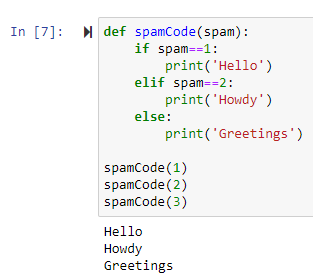 In [7]:
def spamCode(spam):
    if spam==1:
        print('Hello')
    elif spam==2:
        print('Howdy')
    else:
        print('Greetings')

spamCode(1)
spamCode(2)
spamCode(3)

Hello
Howdy
Greetings